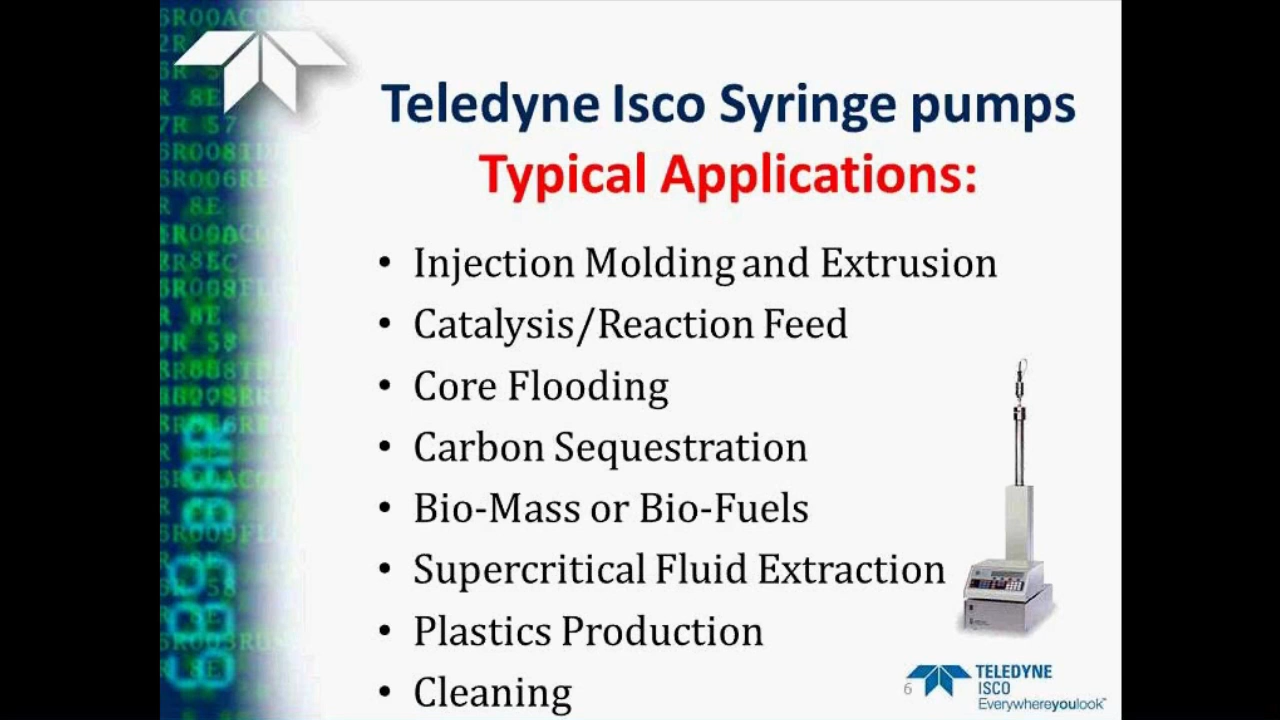 Teledyne Isco Syringe pumps
Typical Applications:
• Injection Molding and Extrusion
• Catalysis/Reaction Feed
• Core Flooding
• Carbon Sequestration
• Bio-Mass or Bio-Fuels
• Supercritical Fluid Extraction
• Plastics Production
• Cleaning
6
TELEDYNE
ISCO
Everywhereyoulook™